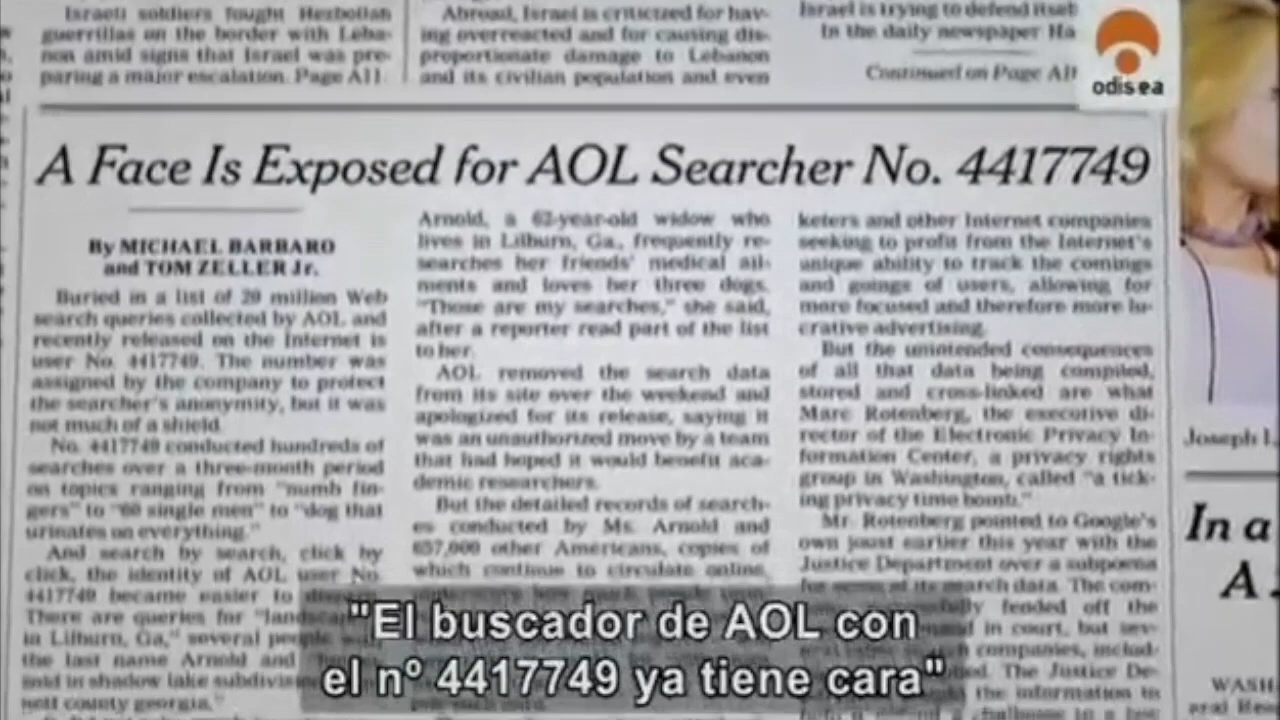 Israeli soldiers fought Hezbollah
guerrillas on the border with Leba-
non amid signs that Israel was pre-
paring a major escalation. Page A11.
Abroad, Israel is criticized for hav-
ing overreacted and for causing dis-
proportionate damage to Lebanon
and its civilian population and even
Israel is trying to defend itself
In the daily newspaper Ha
Continued on Page A11
odisea
A Face Is Exposed for AOL Searcher No. 4417749
By MICHAEL BARBARO
and TOM ZELLER Jr.
Buried in a list of 20 million Web
search queries collected by AOL and
recently released on the Internet is
user No. 4417749. The number was
assigned by the company to protect
the searcher's anonymity, but it was
not much of a shield.
No. 4417749 conducted hundreds of
searches over a three-month period
on topics ranging from "numb fin-
gers" to "60 single men" to "dog that
urinates on everything."
And search by search, click by
click, the identity of AOL user No.
4417749 became easier to
There are queries for
in Lilburn, Ga," several
the last name Arnold and
sold in shadow lake
nett county georgia."
Arnold, a 62-year-old widow who
lives in Lilburn, Ga., frequently re-
searches her friends' medical ail-
ments and loves her three dogs.
"Those are my searches," she said,
after a reporter read part of the list
to her.
AOL removed the search data
from its site over the weekend and
apologized for its release, saying it
was an unauthorized move by a team
that had hoped it would benefit aca-
demic researchers.
But the detailed records of search-
es conducted by Ms. Arnold and
657,000 other Americans, copies of
which continue to circulate online,
keters and other Internet companies
seeking to profit from the Internet's
unique ability to track the comings
and goings of users, allowing for
more focused and therefore more lu-
crative advertising.
But the unintended consequences
of all that data being compiled,
stored and cross-linked are what
Marc Rotenberg, the executive di-
rector of the Electronic Privacy In-
formation Center, a privacy rights
group in Washington, called "a tick-
ing privacy time bomb."
Mr. Rotenberg pointed to Google's
own joust earlier this year with the
Justice Department over a subpoena
for some of its search data. The com-
fended off the
in court, but sev-
companies, includ-
The Justice De-
the information to
Joseph I.
In a
A
WASH
"El buscador de AOL con
el nº 4417749 ya tiene cara"